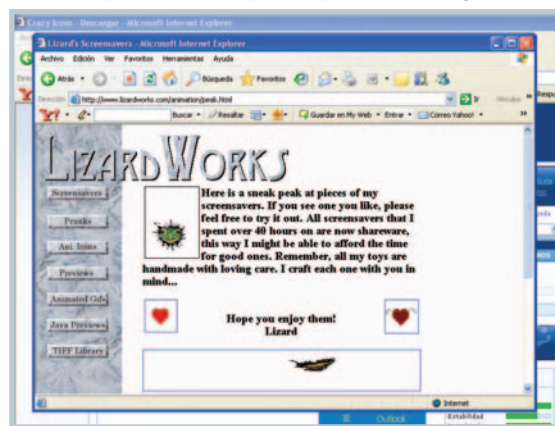 Crazy Icons - Descargar - Microsoft Internet Explorer
Lizard's Screensavers - Microsoft Internet Explorer
Archivo Edición Ver Favoritos Herramientas Ayuda
Atrás Búsqueda Favoritos
Dirección http://www.lizardworks.com/animation/peak.html Ir Vínculos »
Y! Buscar Resaltar Guardar en My Web Entrar Correo Yahoo! »
LIZARDWORKS
Screensavers
Pranks
Ani. Icons
Previews
Animated Gifs
Java Previews
TIFF Library
Here is a sneak peak at pieces of my
screensavers. If you see one you like, please
feel free to try it out. All screensavers that I
spent over 40 hours on are now shareware,
this way I might be able to afford the time
for good ones. Remember, all my toys are
handmade with loving care. I craft each one with you in
mind...
Hope you enjoy them!
Lizard
Internet
Outlook
Estabilidad